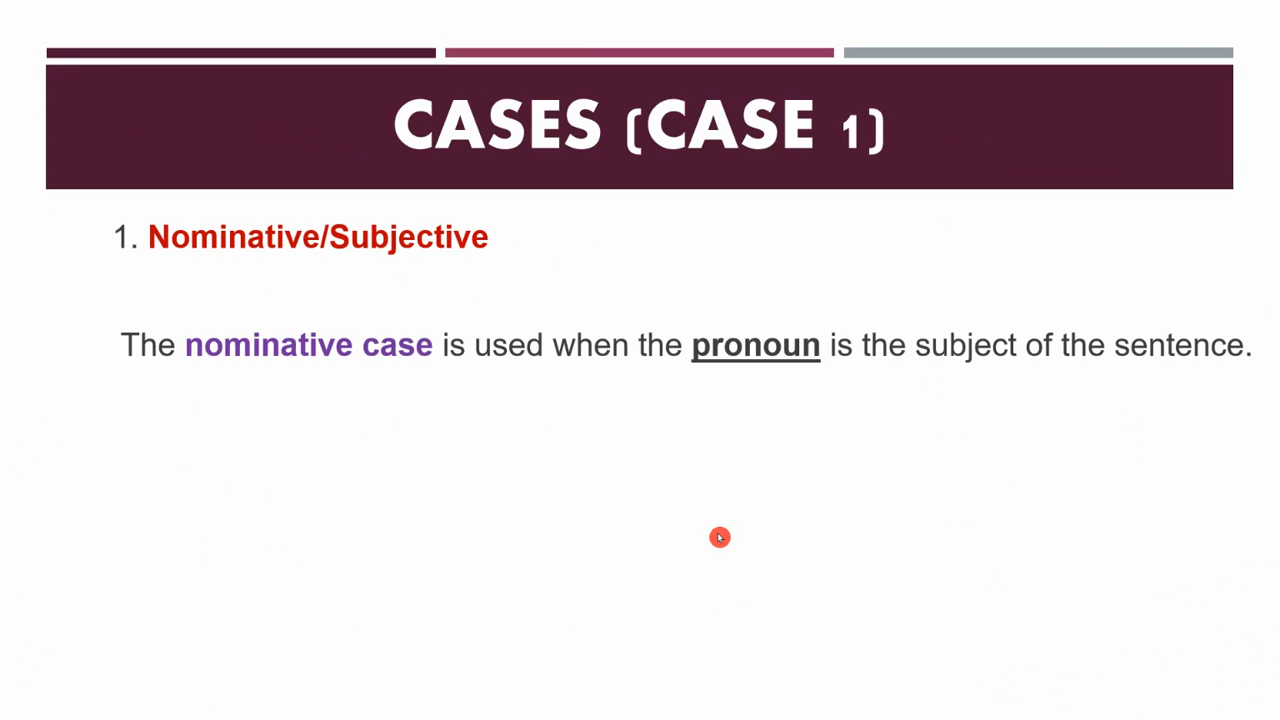 CASES (CASE 1)
1. Nominative/Subjective
The nominative case is used when the pronoun is the subject of the sentence.